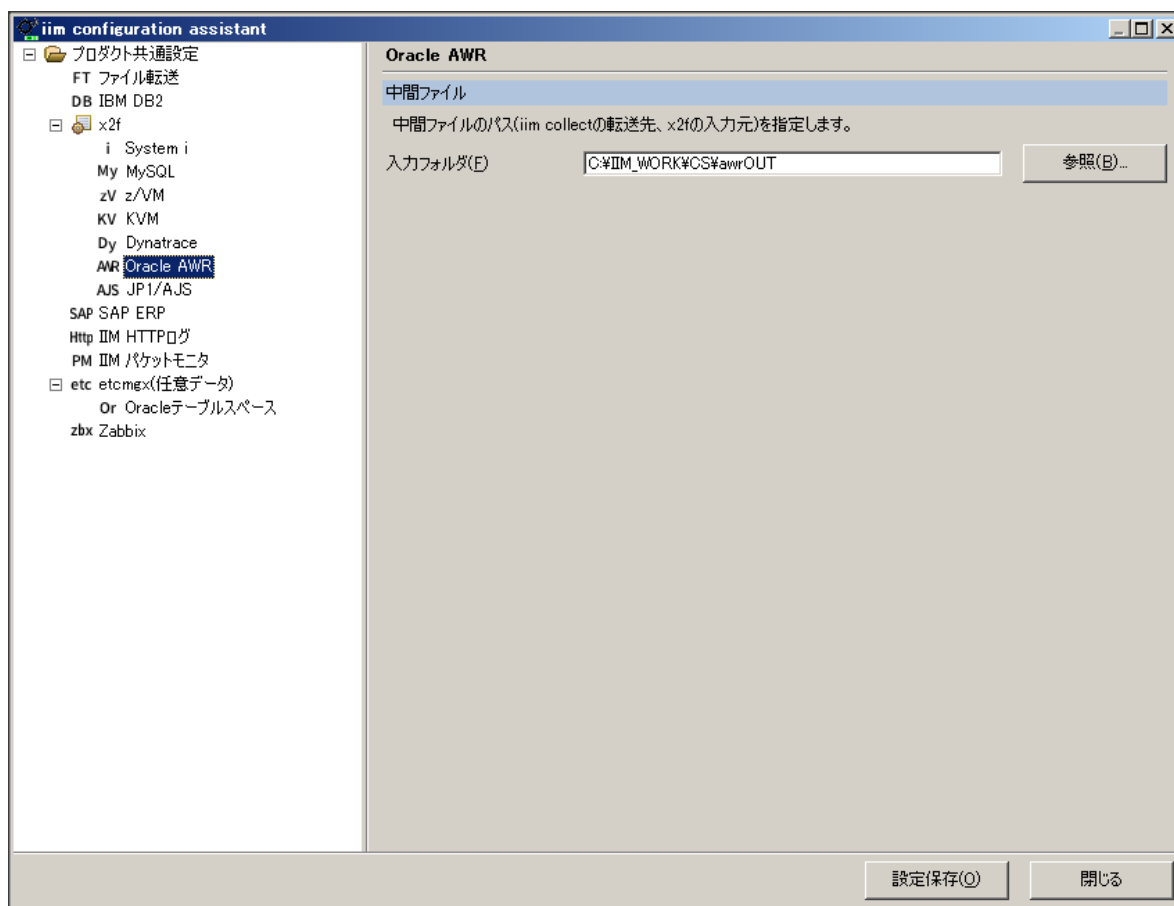 iim configuration assistant
プロダクト共通設定
FT ファイル転送
DB IBM DB2
x2f
i System i
My MySQL
zV z/VM
KV KVM
Dy Dynatrace
AWR Oracle AWR
AJS JP1/AJS
SAP SAP ERP
Http IIM HTTPログ
PM IIM パケットモニタ
etc etcmgx(任意データ)
Or Oracleテーブルスペース
zbx Zabbix
Oracle AWR
中間ファイル
中間ファイルのパス(iim collectの転送先、x2fの入力元)を指定します。
入力フォルダ(F) C:¥IIM_WORK¥CS¥awrOUT 参照(B)...
設定保存(O) 閉じる